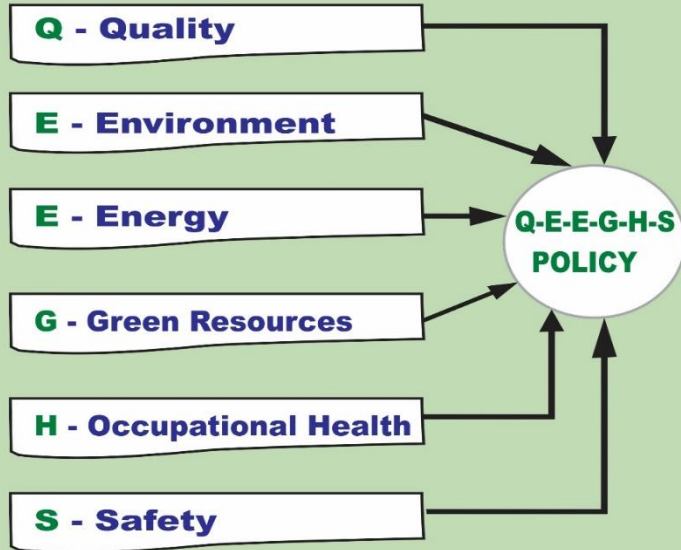 Q - Quality
E - Environment
E - Energy
G - Green Resources
H - Occupational Health
S - Safety
Q-E-E-G-H-S
POLICY